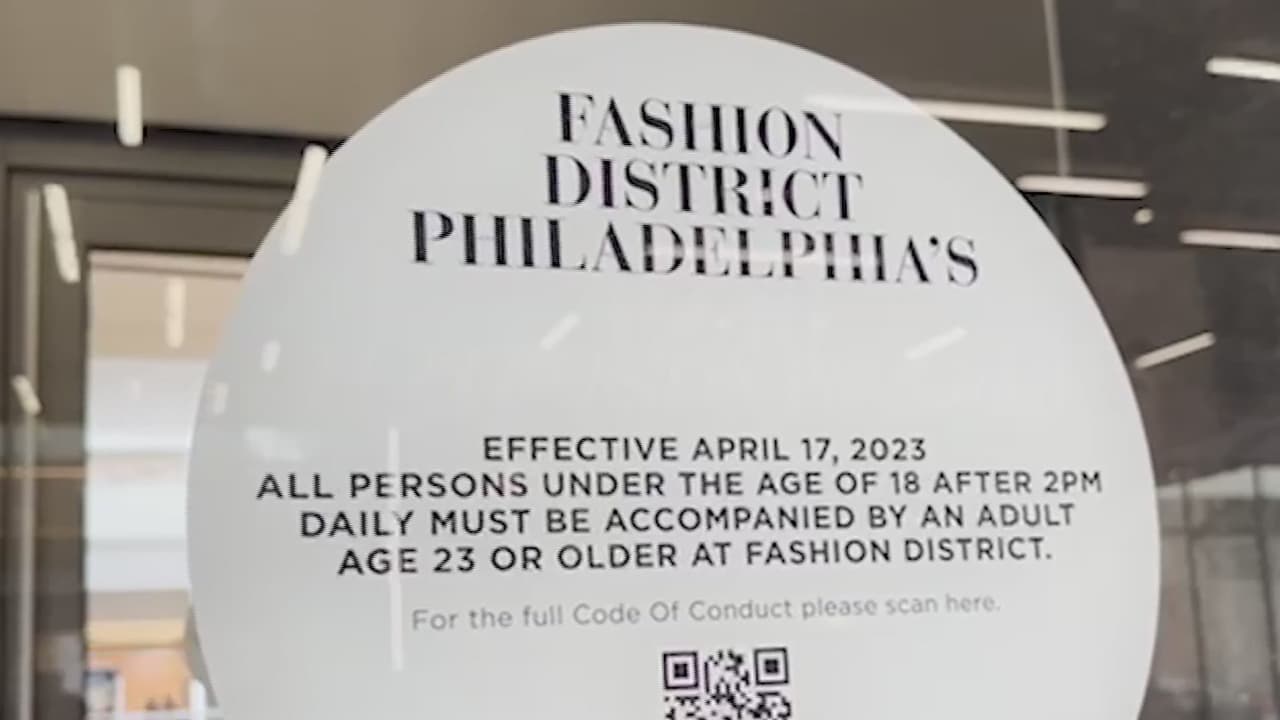 FASHION
DISTRICT
PHILADELPHIA'S
EFFECTIVE APRIL 17, 2023
ALL PERSONS UNDER THE AGE OF 18 AFTER 2PM
DAILY MUST BE ACCOMPANIED BY AN ADULT
AGE 23 OR OLDER AT FASHION DISTRICT.
For the full Code Of Conduct please scan here.